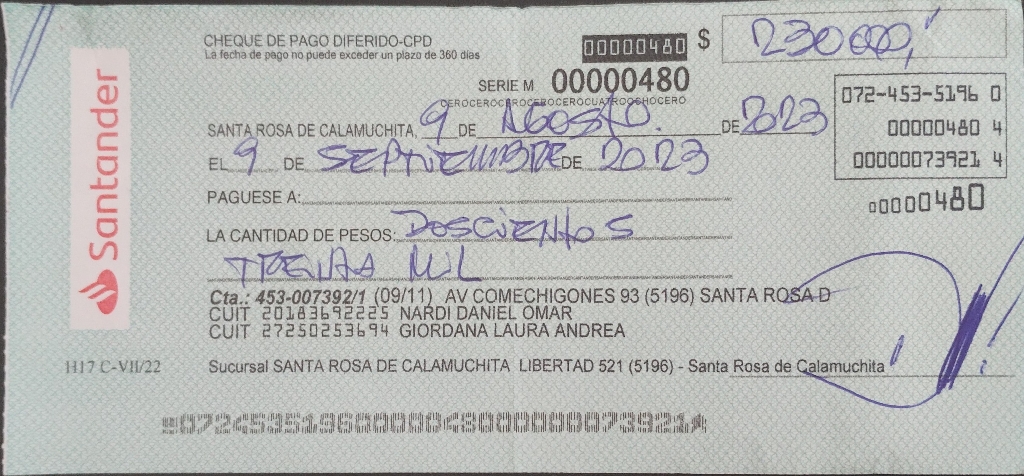 Santander
CHEQUE DE PAGO DIFERIDO-CPD
La fecha de pago no puede exceder un plazo de 360 días
00000480 $ 230000,
SERIE M 00000480
CEROCEROCEROCEROCEROCUATROOCHOCERO
072-453-5196 0
00000480 4
00000073921 4
00000480
SANTA ROSA DE CALAMUCHITA, 9 DE AGOSTO. DE 2023
EL 9 DE SEPTIEMBRE DE 2023
PAGUESE A:
LA CANTIDAD DE PESOS: DOSCIENTOS
TREINTA MIL
Cta.: 453-007392/1 (09/11) AV COMECHIGONES 93 (5196) SANTA ROSA D
CUIT 20183692225 NARDI DANIEL OMAR
CUIT 27250253694 GIORDANA LAURA ANDREA
H17 C-VII/22
Sucursal SANTA ROSA DE CALAMUCHITA LIBERTAD 521 (5196) - Santa Rosa de Calamuchita